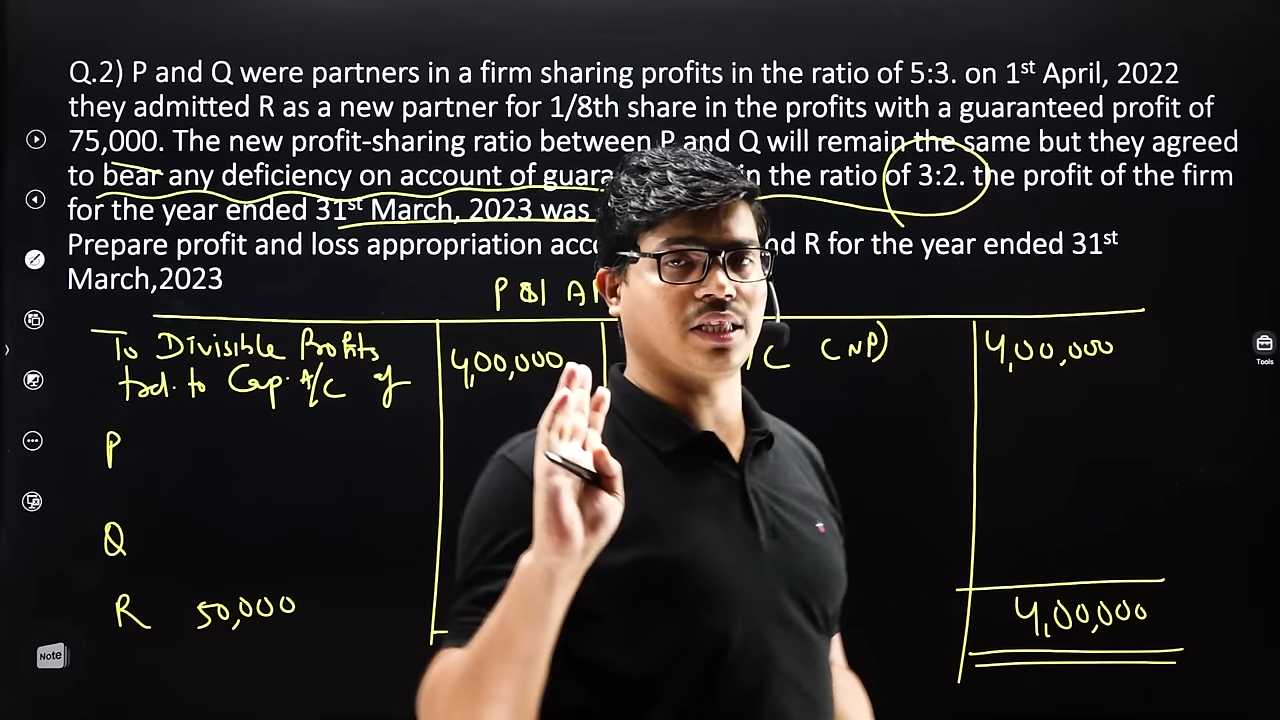 Q.2) P and Q were partners in a firm sharing profits in the ratio of 5:3. on 1st April, 2022
they admitted R as a new partner for 1/8th share in the profits with a guaranteed profit of
75,000. The new profit-sharing ratio between P and Q will remain the same but they agreed
to bear any deficiency on account of in the ratio of 3:2. the profit of the firm
for the year ended 31st March, 2023 was
Prepare profit and loss appropriation R for the year ended 31st
March,2023
P&L
To Divisible Profits 4,00,000 (NP) 4,00,000
trd. to Cap. A/C of
P
Q
R 50,000 4,00,000
Note
Tools